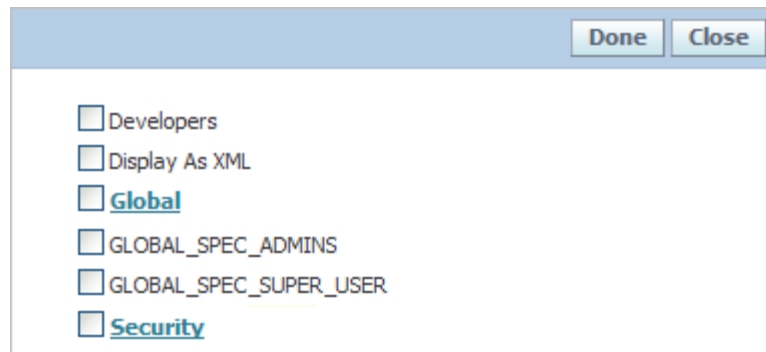 Done Close
Developers
Display As XML
Global
GLOBAL_SPEC_ADMINS
GLOBAL_SPEC_SUPER_USER
Security